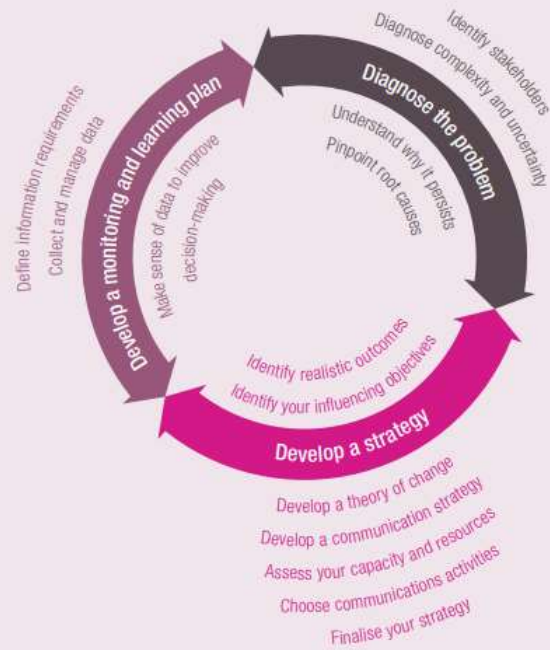 Diagnose the problem
Identify stakeholders
Diagnose complexity and uncertainty
Understand why it persists
Pinpoint root causes
Develop a strategy
Identify realistic outcomes
Identify your influencing objectives
Develop a theory of change
Develop a communication strategy
Assess your capacity and resources
Choose communications activities
Finalise your strategy
Develop a monitoring and learning plan
Define information requirements
Collect and manage data
Make sense of data to improve
decision-making